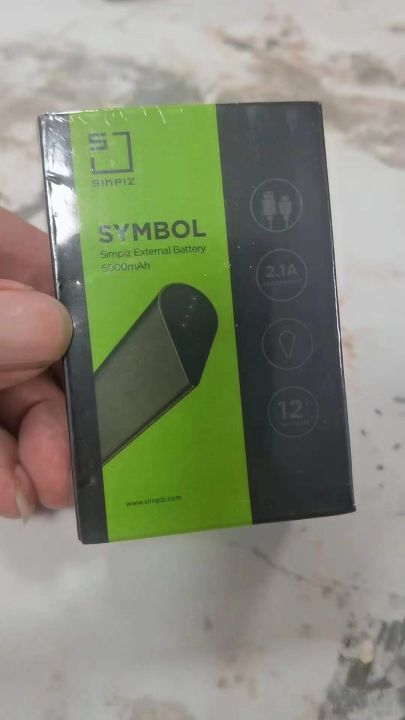 SIMPIZ
SYMBOL
Simpiz External Battery
5000mAh
2.1A
12
www.simpiz.com